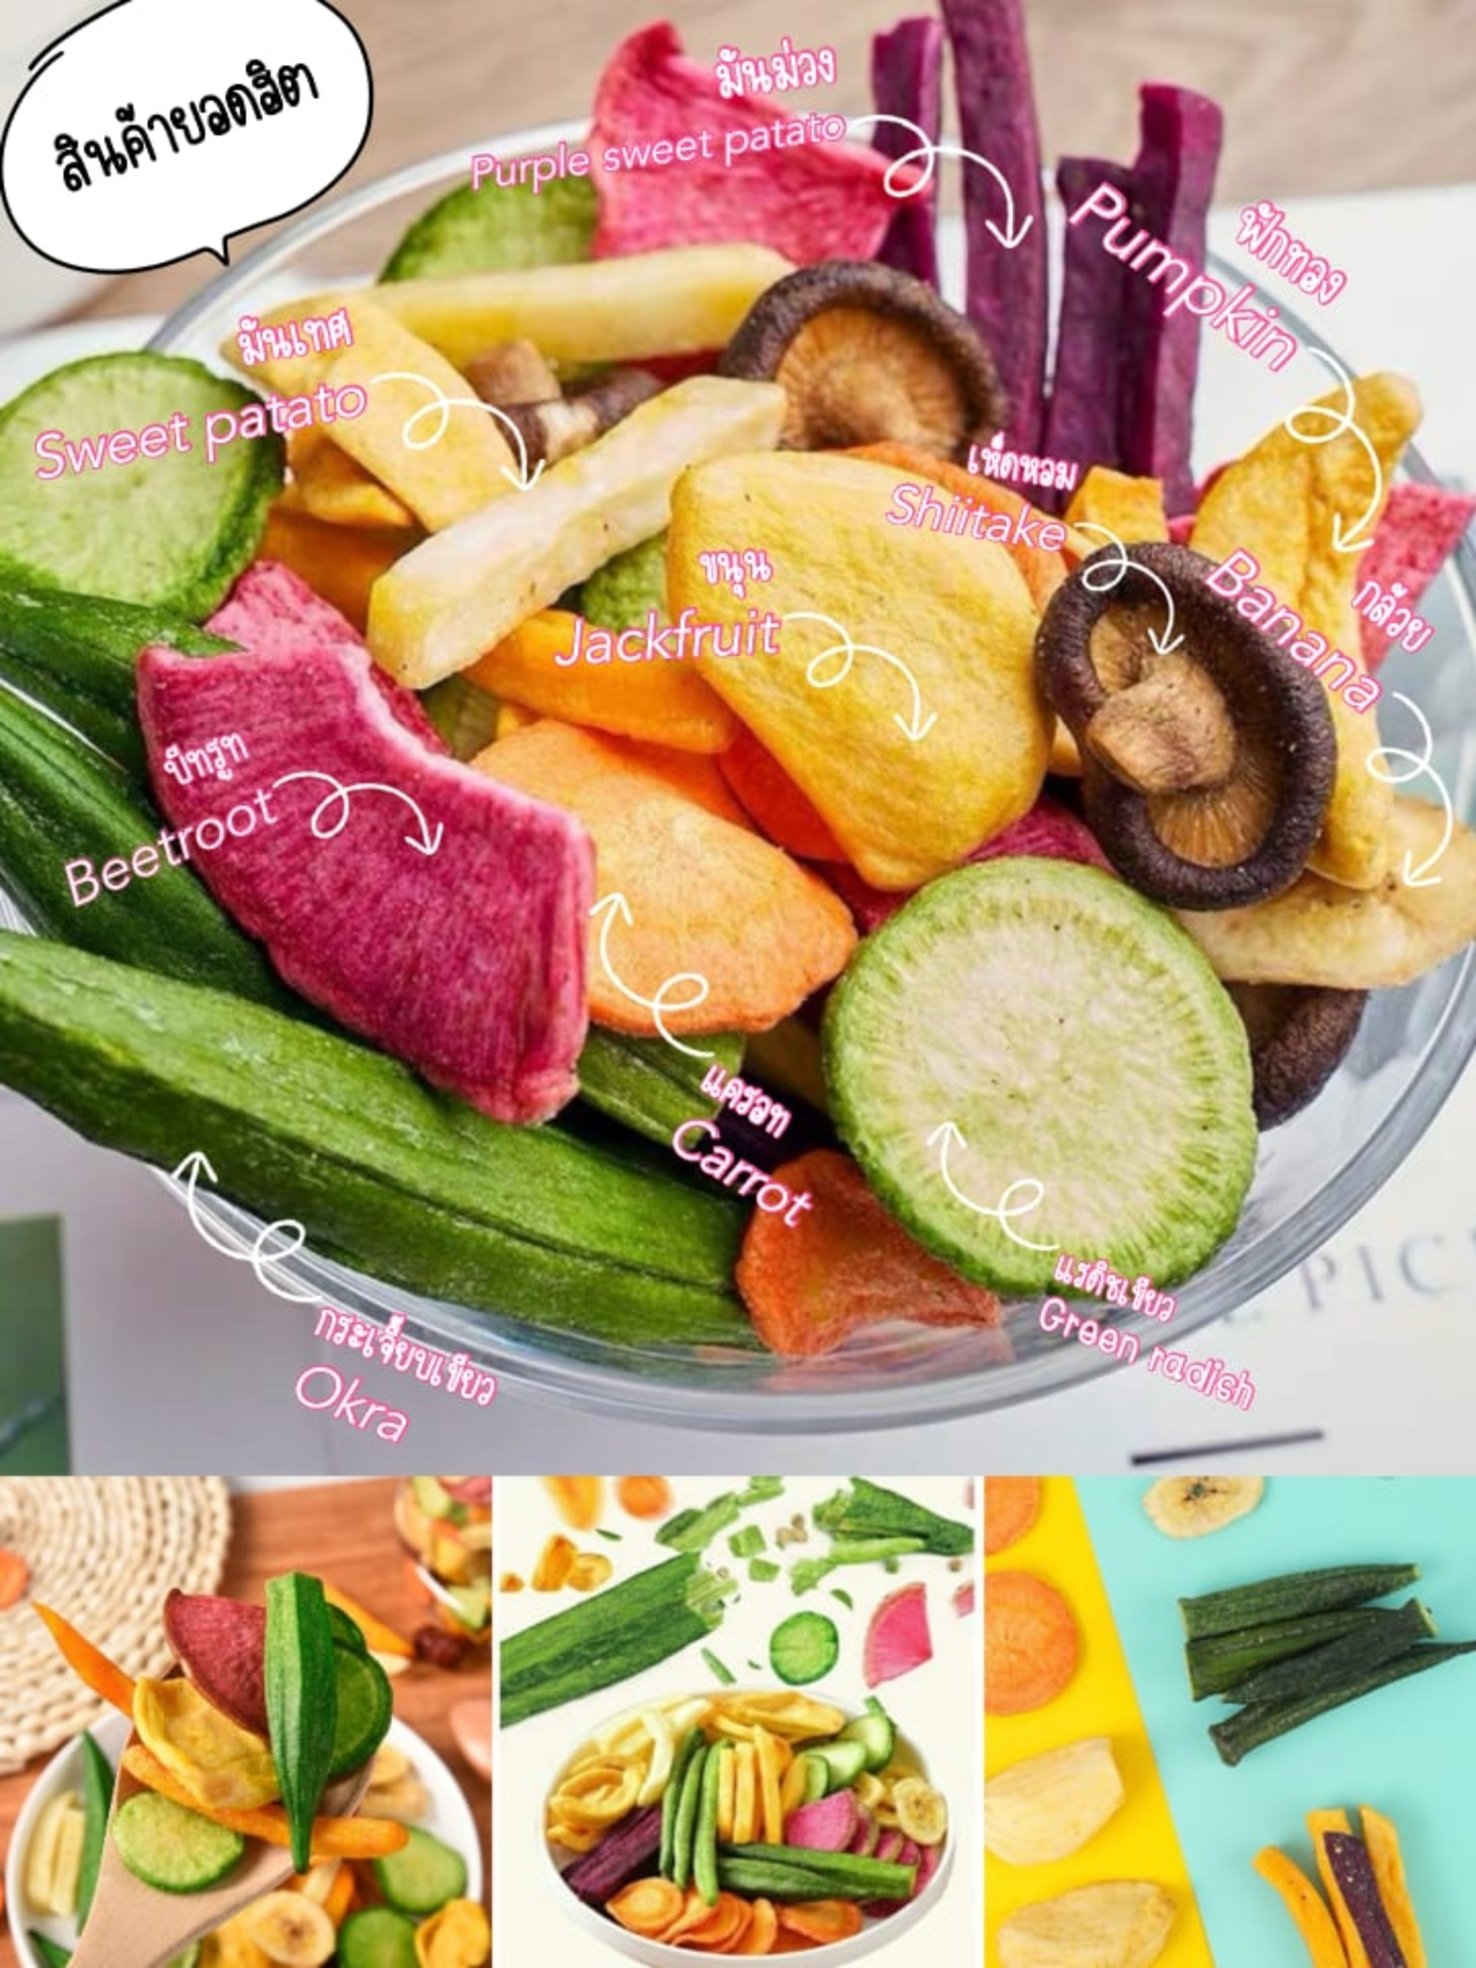 สินค้ายอดฮิต
มันม่วง
Purple sweet patato
ฟักทอง
Pumpkin
มันเทศ
Sweet patato
เห็ดหอม
Shiitake
ขนุน
Jackfruit
กล้วย
Banana
บีทรูท
Beetroot
แครอท
Carrot
แรดิชเขียว
Green radish
กระเจี๊ยบเขียว
Okra
PIC